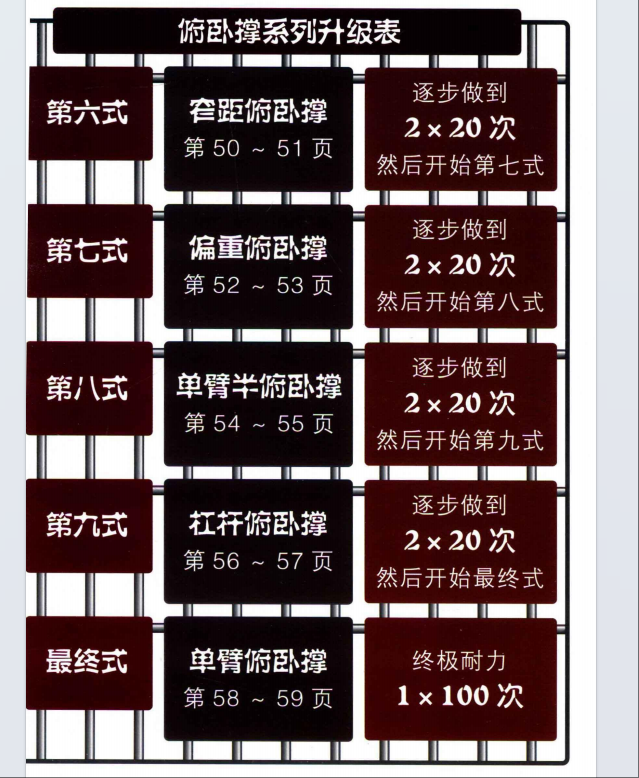 俯卧撑系列升级表
第六式
窄距俯卧撑
第 50 ~ 51 页
逐步做到
2 × 20 次
然后开始第七式
第七式
偏重俯卧撑
第 52 ~ 53 页
逐步做到
2 × 20 次
然后开始第八式
第八式
单臂半俯卧撑
第 54 ~ 55 页
逐步做到
2 × 20 次
然后开始第九式
第九式
杠杆俯卧撑
第 56 ~ 57 页
逐步做到
2 × 20 次
然后开始最终式
最终式
单臂俯卧撑
第 58 ~ 59 页
终极耐力
1 × 100 次